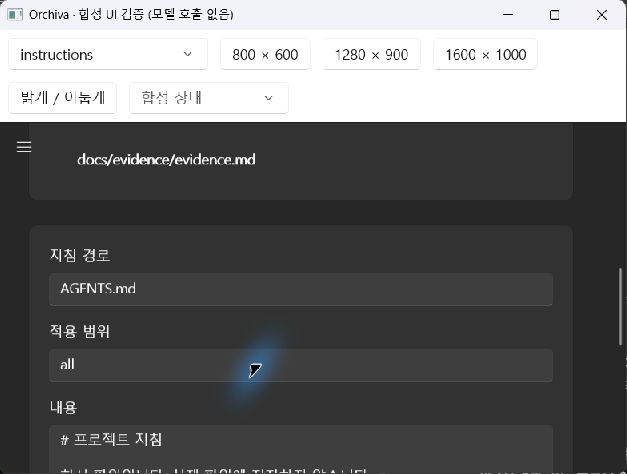 Orchiva · 합성 UI 검증 (모델 호출 없음)
instructions
800 × 600
1280 × 900
1600 × 1000
밝게 / 어둡게
합성 상태
docs/evidence/evidence.md
지침 경로
AGENTS.md
적용 범위
all
내용
# 프로젝트 지침